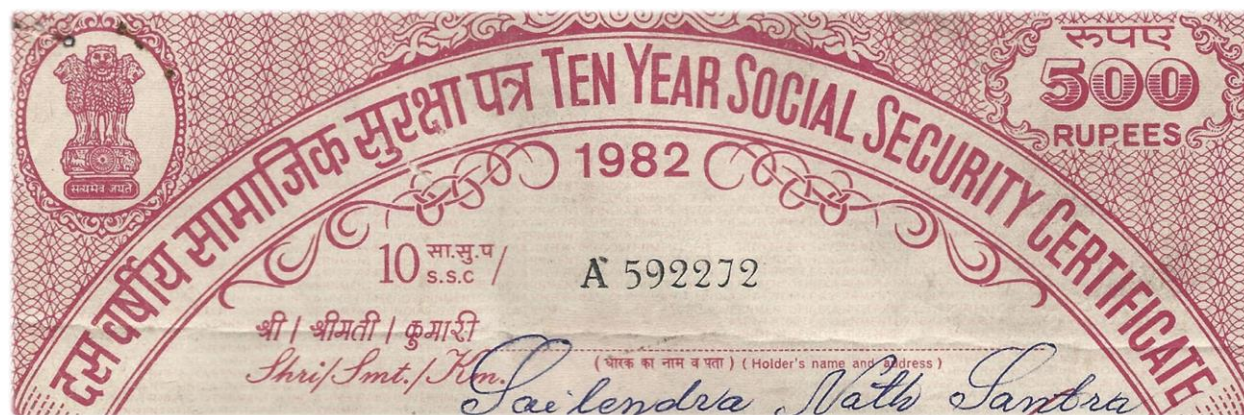 सत्यमेव जयते
दस वर्षीय सामाजिक सुरक्षा पत्र TEN YEAR SOCIAL SECURITY CERTIFICATE
रुपए
500
RUPEES
1982
10 सा.सु.प / S.S.C
A 592272
श्री / श्रीमती / कुमारी
Shri/Smt./Km.
( धारक का नाम व पता ) ( Holder's name and address )
Sailendra Nath Santra